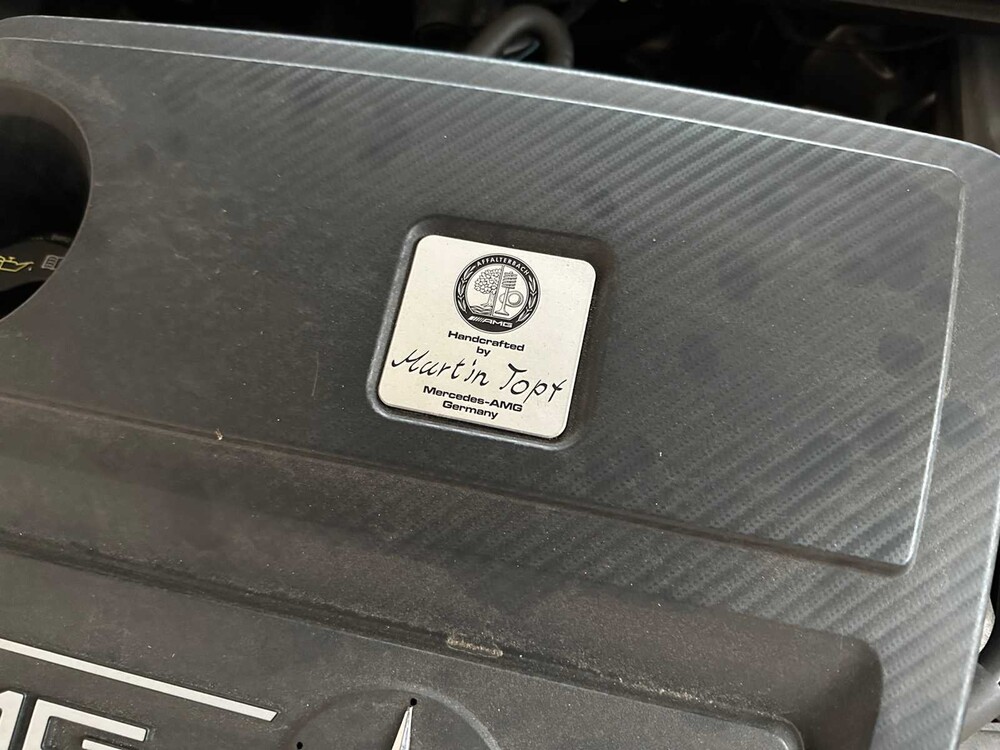 AFFALTERBACH
AMG
Handcrafted
by
Martin Topf
Mercedes-AMG
Germany